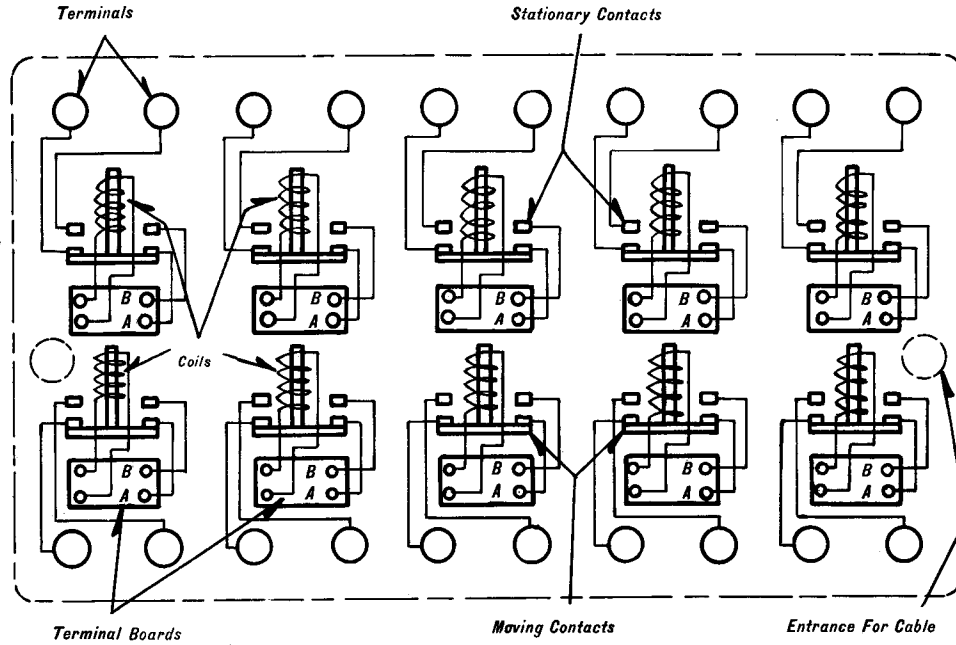 Terminals
Stationary Contacts
B
A
B
A
B
A
B
A
B
A
Coils
B
A
B
A
B
A
B
A
B
A
Terminal Boards
Moving Contacts
Entrance For Cable